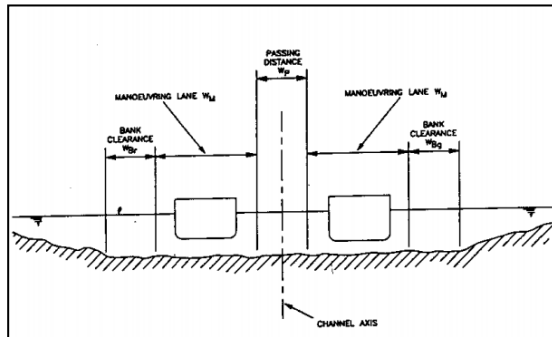 PASSING
DISTANCE
WP
MANOEUVRING LANE WM
MANOEUVRING LANE WM
BANK
CLEARANCE
WBr
BANK
CLEARANCE
WBg
CHANNEL AXIS